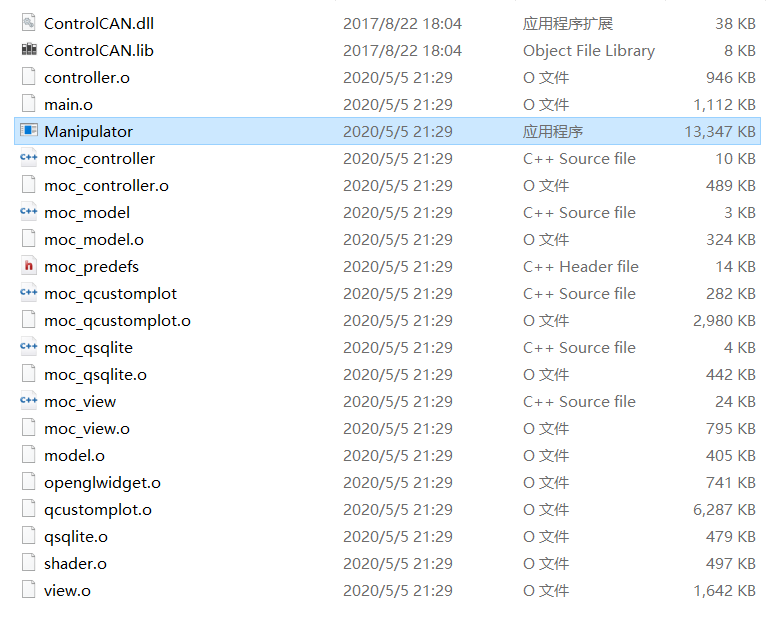 ControlCAN.dll 2017/8/22 18:04 应用程序扩展 38 KB
ControlCAN.lib 2017/8/22 18:04 Object File Library 8 KB
controller.o 2020/5/5 21:29 O 文件 946 KB
main.o 2020/5/5 21:29 O 文件 1,112 KB
Manipulator 2020/5/5 21:29 应用程序 13,347 KB
moc_controller 2020/5/5 21:29 C++ Source file 10 KB
moc_controller.o 2020/5/5 21:29 O 文件 489 KB
moc_model 2020/5/5 21:29 C++ Source file 3 KB
moc_model.o 2020/5/5 21:29 O 文件 324 KB
moc_predefs 2020/5/5 21:29 C++ Header file 14 KB
moc_qcustomplot 2020/5/5 21:29 C++ Source file 282 KB
moc_qcustomplot.o 2020/5/5 21:29 O 文件 2,980 KB
moc_qsqlite 2020/5/5 21:29 C++ Source file 4 KB
moc_qsqlite.o 2020/5/5 21:29 O 文件 442 KB
moc_view 2020/5/5 21:29 C++ Source file 24 KB
moc_view.o 2020/5/5 21:29 O 文件 795 KB
model.o 2020/5/5 21:29 O 文件 405 KB
openglwidget.o 2020/5/5 21:29 O 文件 741 KB
qcustomplot.o 2020/5/5 21:29 O 文件 6,287 KB
qsqlite.o 2020/5/5 21:29 O 文件 479 KB
shader.o 2020/5/5 21:29 O 文件 497 KB
view.o 2020/5/5 21:29 O 文件 1,642 KB